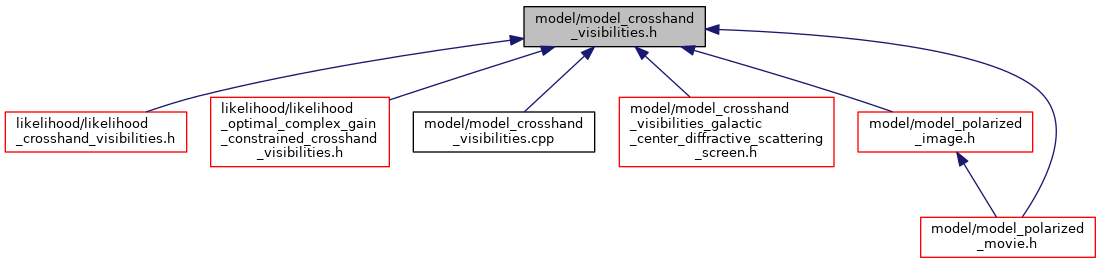 model/model_crosshand
_visibilities.h
likelihood/likelihood
_crosshand_visibilities.h
likelihood/likelihood
_optimal_complex_gain
_constrained_crosshand
_visibilities.h
model/model_crosshand
_visibilities.cpp
model/model_crosshand
_visibilities_galactic
_center_diffractive_scattering
_screen.h
model/model_polarized
_image.h
model/model_polarized
_movie.h